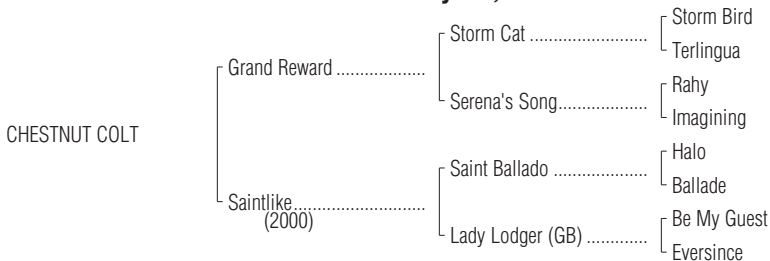 Storm Bird
Storm Cat ....................
Terlingua
Grand Reward ...................
Rahy
Serena's Song...................
Imagining
CHESTNUT COLT
Halo
Saint Ballado ....................
Ballade
Saintlike............................
(2000)
Be My Guest
Lady Lodger (GB) .............
Eversince